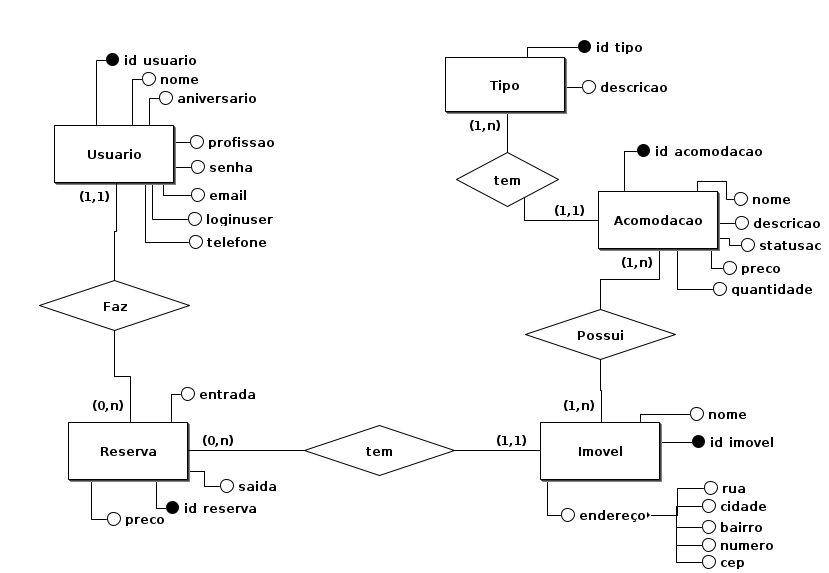 id usuario
nome
aniversario
Usuario
profissao
senha
email
loginuser
telefone
(1,1)
Faz
(0,n)
id tipo
Tipo
descricao
(1,n)
tem
(1,1)
id acomodacao
Acomodacao
nome
descricao
statusac
preco
quantidade
(1,n)
Possui
(1,n)
entrada
Reserva
(0,n)
saida
id reserva
preco
tem
(1,1)
Imovel
nome
id imovel
endereço
rua
cidade
bairro
numero
cep